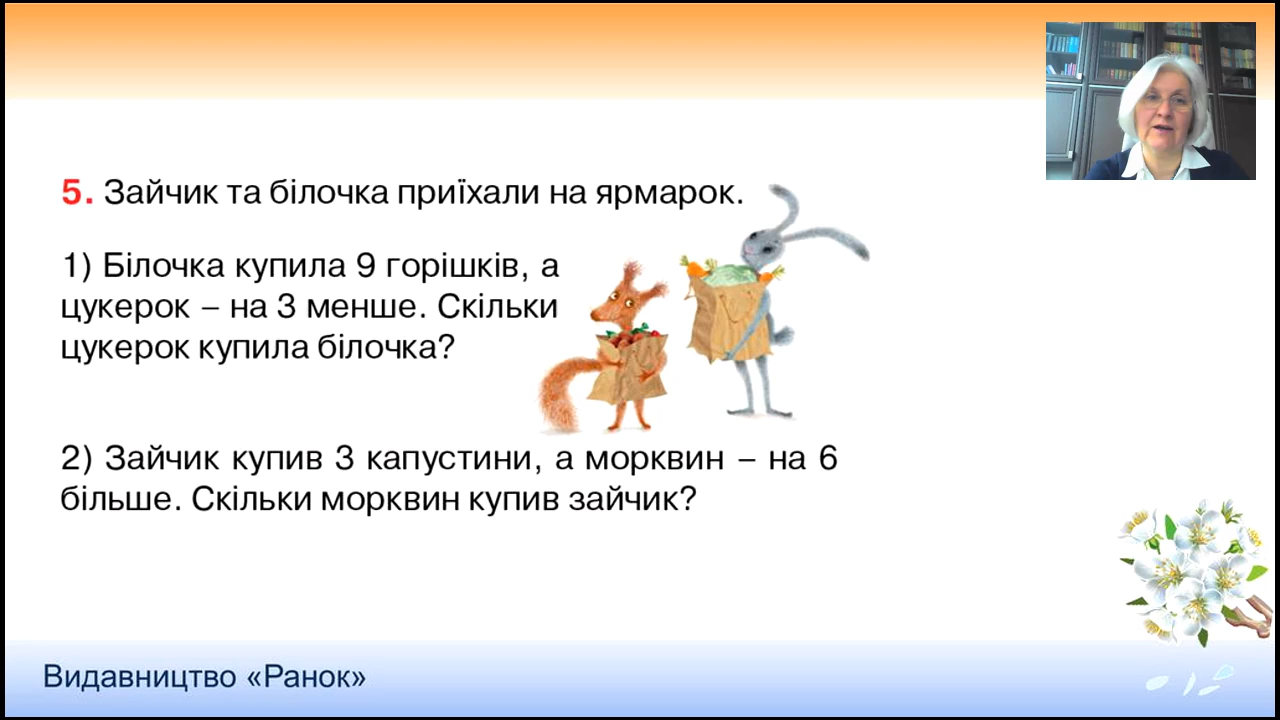 5. Зайчик та білочка приїхали на ярмарок.
1) Білочка купила 9 горішків, а
цукерок – на 3 менше. Скільки
цукерок купила білочка?
2) Зайчик купив 3 капустини, а морквин – на 6
більше. Скільки морквин купив зайчик?
Видавництво «Ранок»